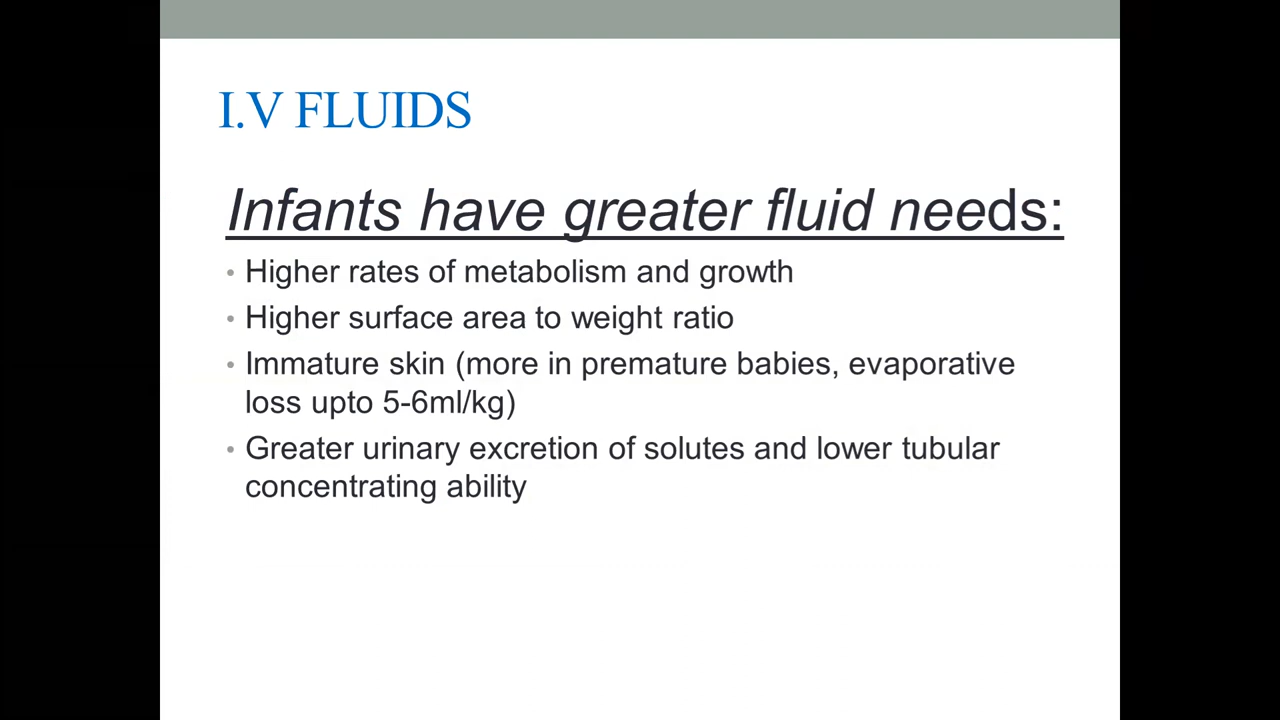 I.V FLUIDS
Infants have greater fluid needs:
• Higher rates of metabolism and growth
• Higher surface area to weight ratio
• Immature skin (more in premature babies, evaporative
loss upto 5-6ml/kg)
• Greater urinary excretion of solutes and lower tubular
concentrating ability